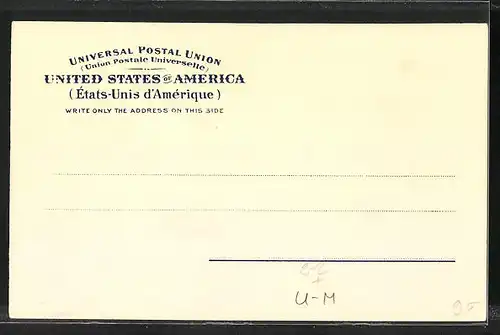 UNIVERSAL POSTAL UNION
(Union Postale Universelle)
UNITED STATES OF AMERICA
(États-Unis d'Amérique)
WRITE ONLY THE ADDRESS ON THIS SIDE
U-M